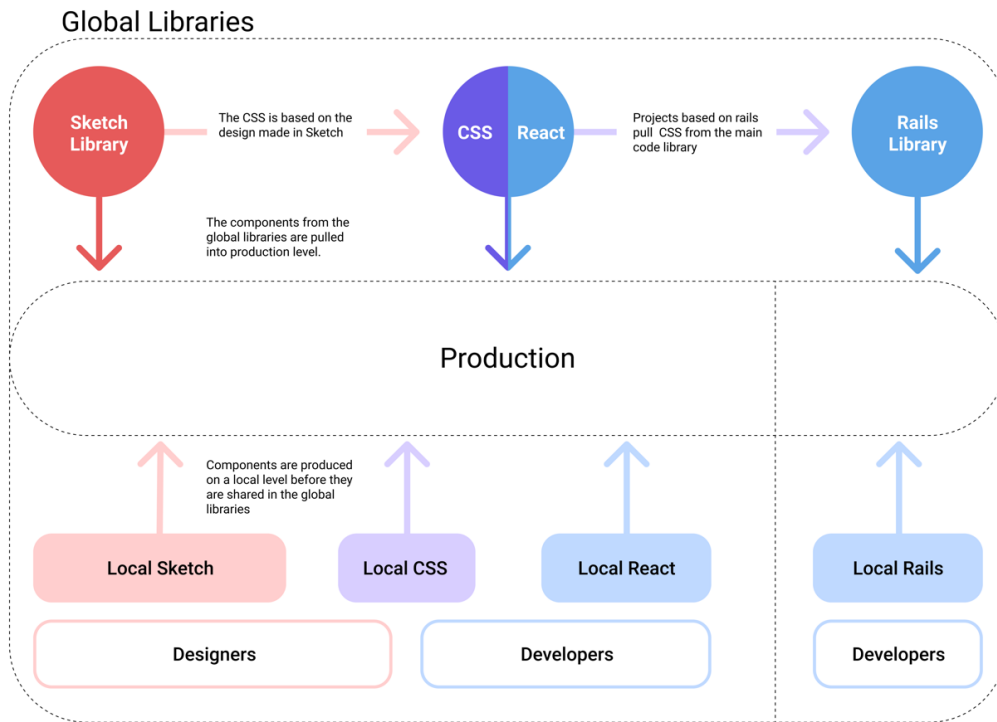 Global Libraries
Sketch
Library
The CSS is based on the
design made in Sketch
CSS
React
Projects based on rails
pull CSS from the main
code library
Rails
Library
The components from the
global libraries are pulled
into production level.
Production
Components are produced
on a local level before they
are shared in the global
libraries
Local Sketch
Local CSS
Local React
Local Rails
Designers
Developers
Developers